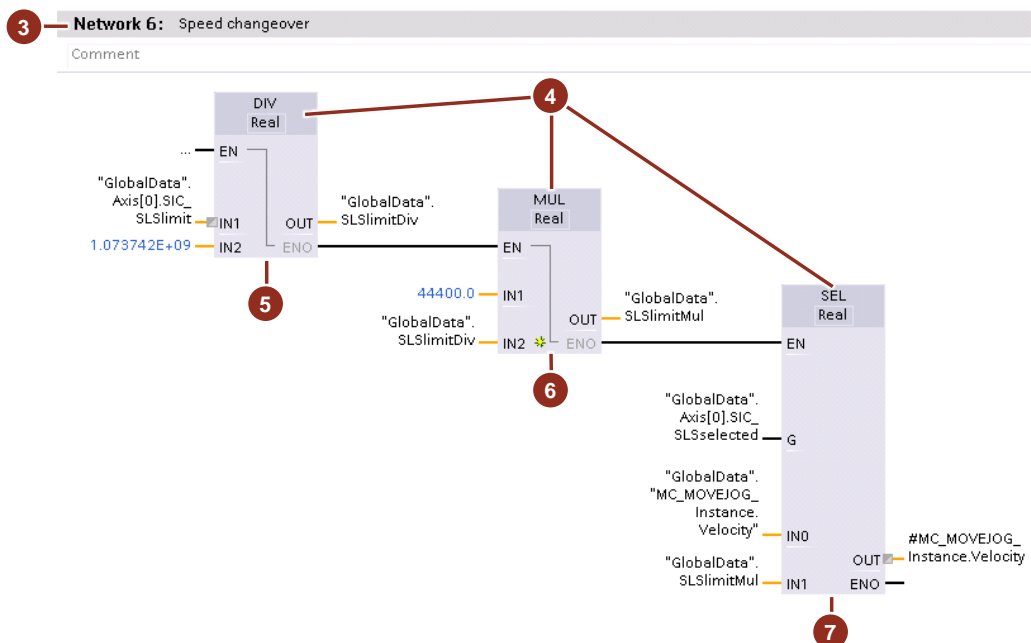 3
Network 6: Speed changeover
Comment
4
DIV
Real
...
EN
"GlobalData".
Axis[0].SIC_
SLSlimit
IN1
1.073742E+09
IN2
OUT
"GlobalData".
SLSlimitDiv
ENO
5
MUL
Real
EN
44400.0
IN1
"GlobalData".
SLSlimitDiv
IN2
OUT
"GlobalData".
SLSlimitMul
ENO
6
SEL
Real
EN
"GlobalData".
Axis[0].SIC_
SLSselected
G
"GlobalData".
"MC_MOVEJOG_
Instance.
Velocity"
IN0
"GlobalData".
SLSlimitMul
IN1
OUT
#MC_MOVEJOG_
Instance.Velocity
ENO
7